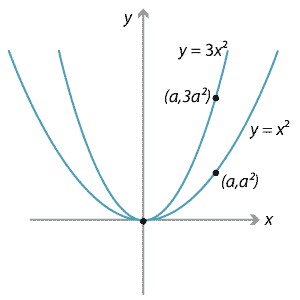 y
y = 3x²
(a,3a²)
y = x²
(a,a²)
x